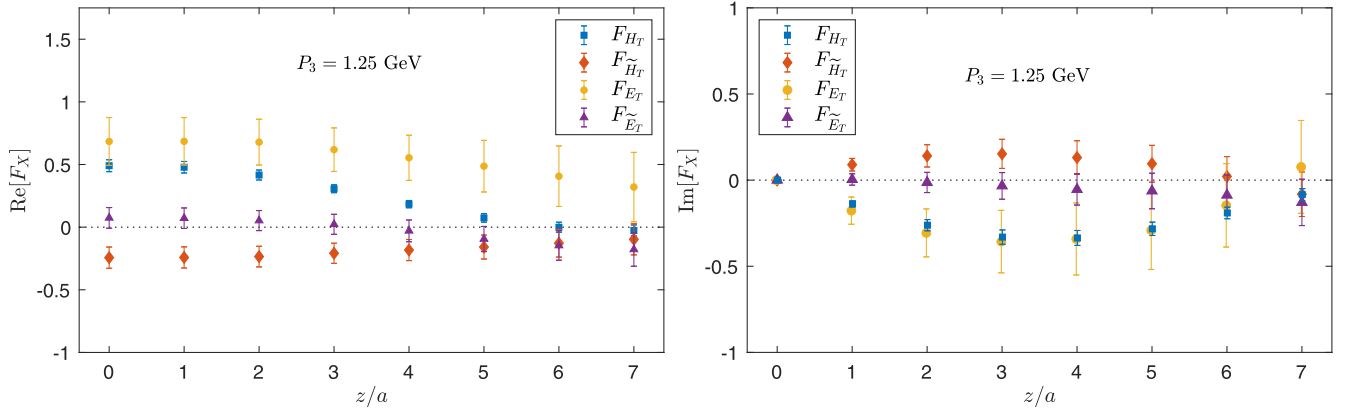 Re[F_X]
1.5
1
0.5
0
-0.5
-1
0 1 2 3 4 5 6 7
z/a
P_3 = 1.25 GeV
F_{H_T}
F_{\widetilde{H}_T}
F_{E_T}
F_{\widetilde{E}_T}
Im[F_X]
1
0.5
0
-0.5
-1
0 1 2 3 4 5 6 7
z/a
P_3 = 1.25 GeV
F_{H_T}
F_{\widetilde{H}_T}
F_{E_T}
F_{\widetilde{E}_T}